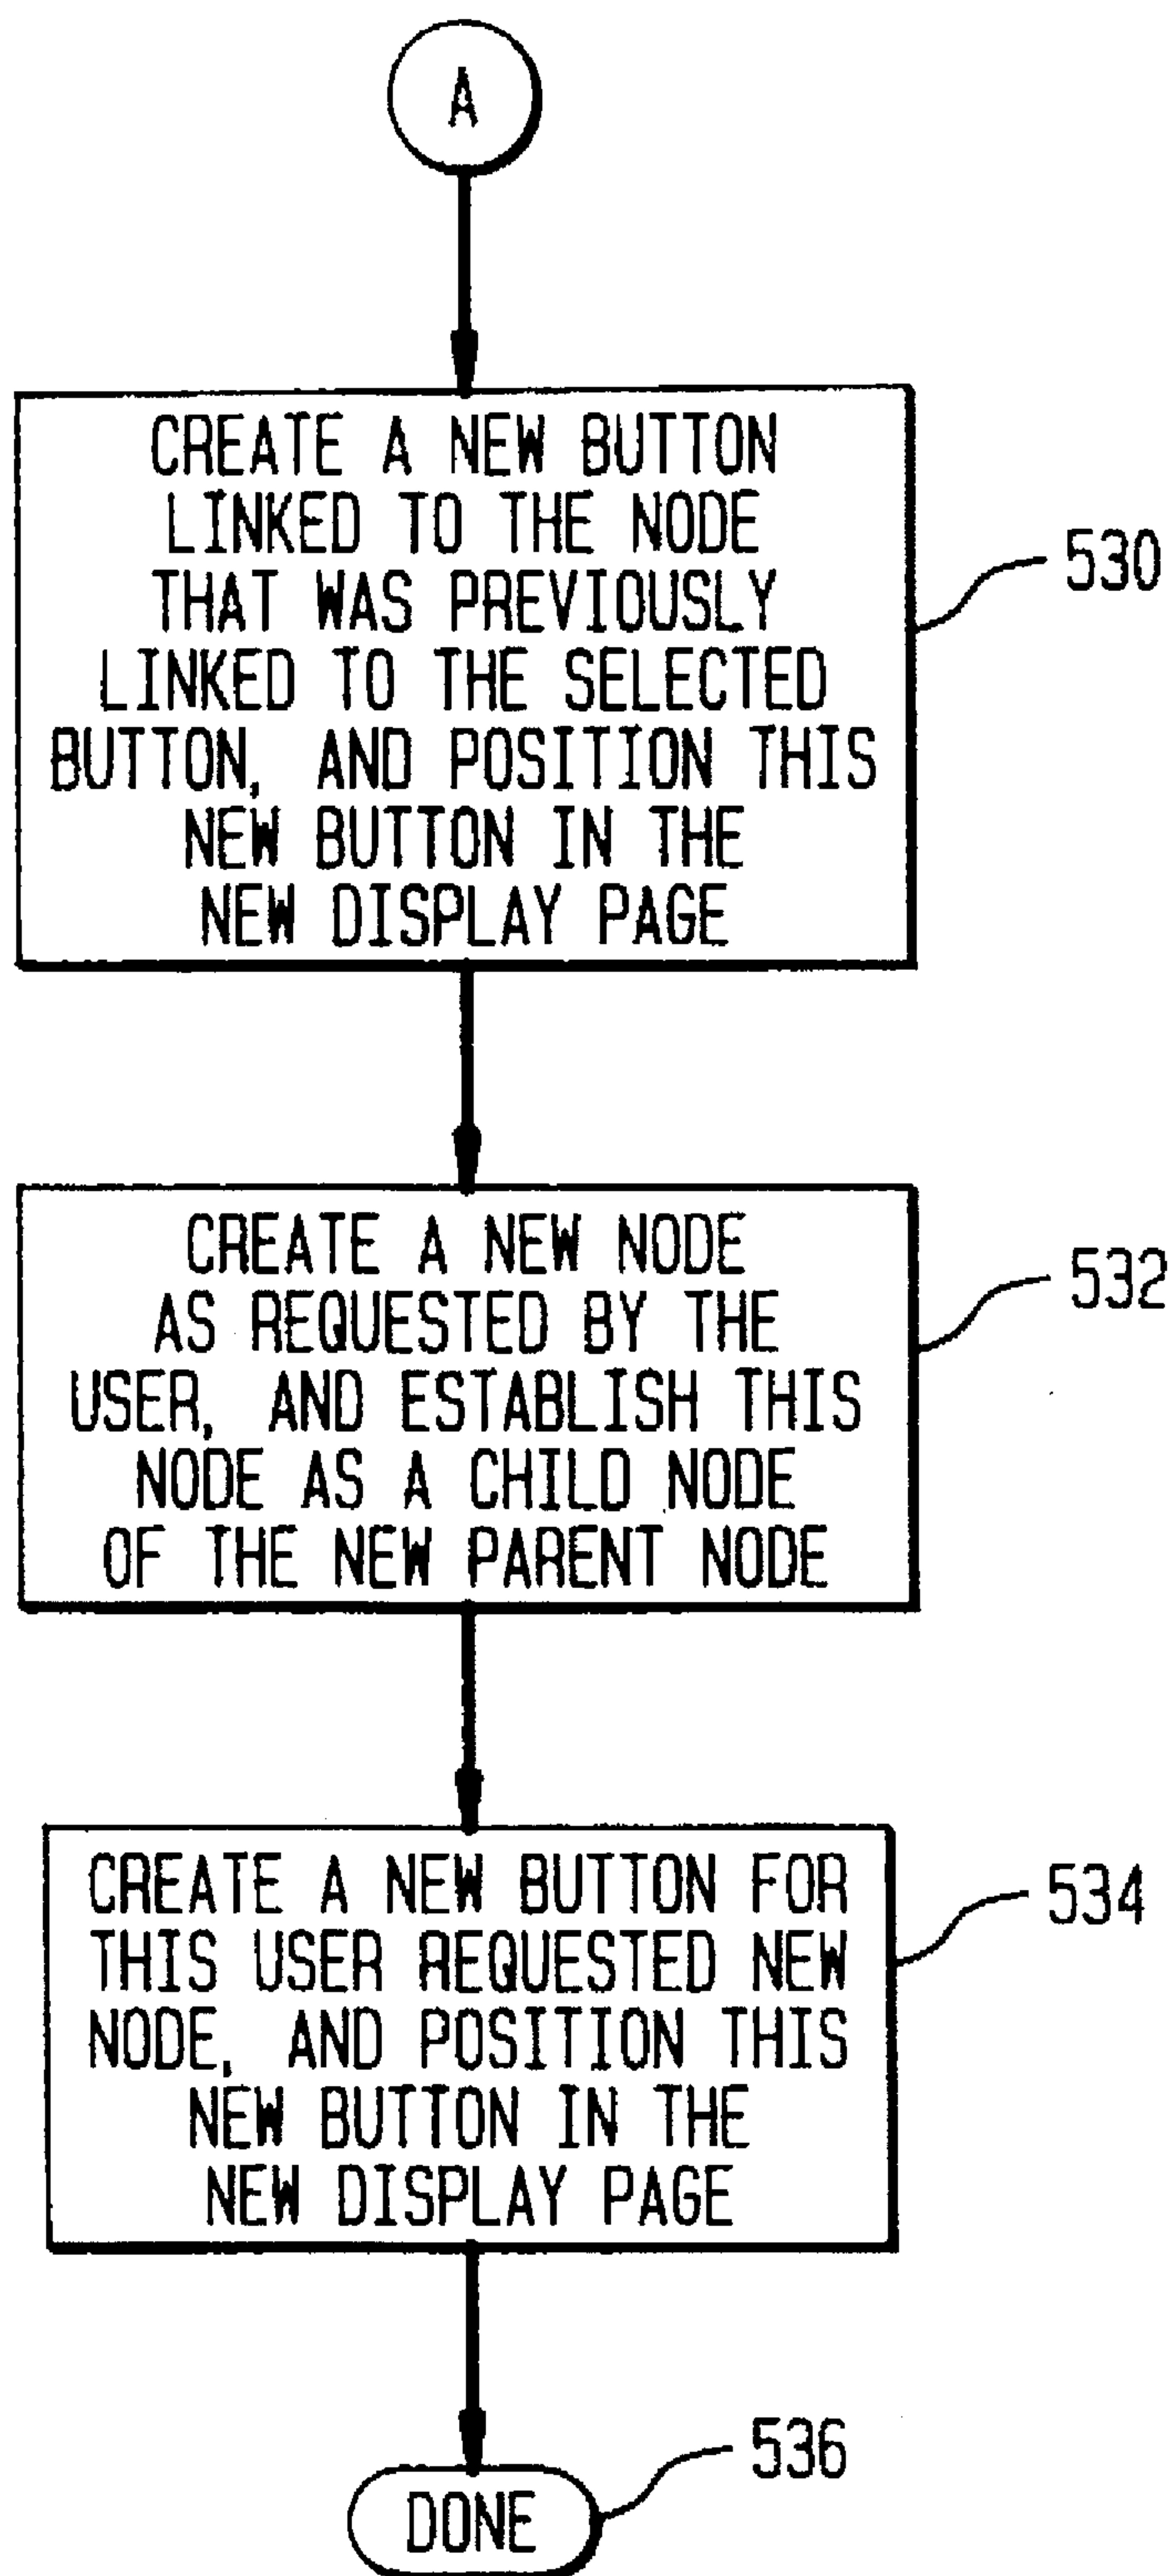 A
CREATE A NEW BUTTON
LINKED TO THE NODE
THAT WAS PREVIOUSLY
LINKED TO THE SELECTED
BUTTON, AND POSITION THIS
NEW BUTTON IN THE
NEW DISPLAY PAGE
530
CREATE A NEW NODE
AS REQUESTED BY THE
USER, AND ESTABLISH THIS
NODE AS A CHILD NODE
OF THE NEW PARENT NODE
532
CREATE A NEW BUTTON FOR
THIS USER REQUESTED NEW
NODE, AND POSITION THIS
NEW BUTTON IN THE
NEW DISPLAY PAGE
534
DONE
536